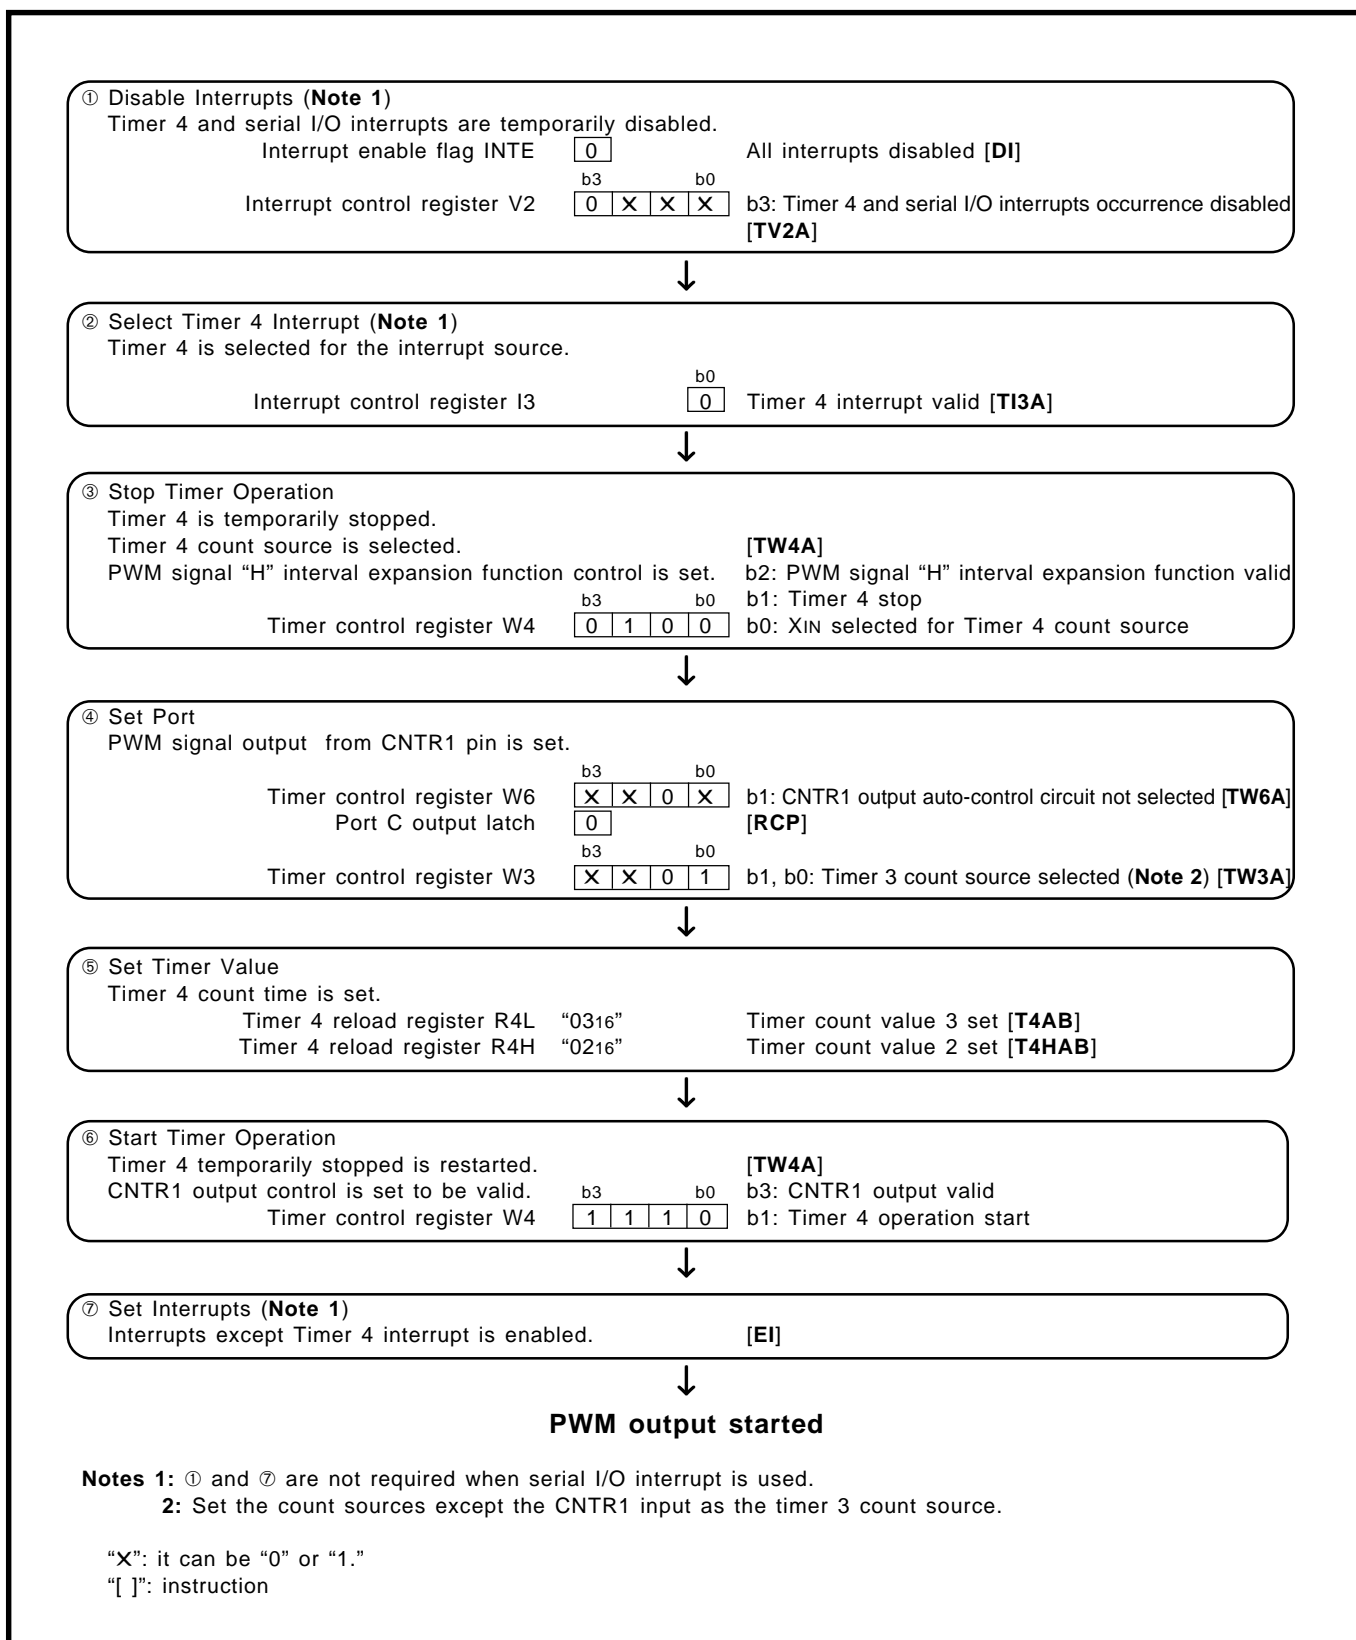 ① Disable Interrupts (Note 1)
Timer 4 and serial I/O interrupts are temporarily disabled.
Interrupt enable flag INTE 0 All interrupts disabled [DI]
b3 b0
Interrupt control register V2 0 ✕ ✕ ✕ b3: Timer 4 and serial I/O interrupts occurrence disabled
[TV2A]
↓
② Select Timer 4 Interrupt (Note 1)
Timer 4 is selected for the interrupt source.
b0
Interrupt control register I3 0 Timer 4 interrupt valid [TI3A]
↓
③ Stop Timer Operation
Timer 4 is temporarily stopped.
Timer 4 count source is selected. [TW4A]
PWM signal “H” interval expansion function control is set. b2: PWM signal “H” interval expansion function valid
b3 b0 b1: Timer 4 stop
Timer control register W4 0 1 0 0 b0: XIN selected for Timer 4 count source
↓
④ Set Port
PWM signal output from CNTR1 pin is set.
b3 b0
Timer control register W6 ✕ ✕ 0 ✕ b1: CNTR1 output auto-control circuit not selected [TW6A]
Port C output latch 0 [RCP]
b3 b0
Timer control register W3 ✕ ✕ 0 1 b1, b0: Timer 3 count source selected (Note 2) [TW3A]
↓
⑤ Set Timer Value
Timer 4 count time is set.
Timer 4 reload register R4L “0316” Timer count value 3 set [T4AB]
Timer 4 reload register R4H “0216” Timer count value 2 set [T4HAB]
↓
⑥ Start Timer Operation
Timer 4 temporarily stopped is restarted. [TW4A]
CNTR1 output control is set to be valid. b3 b0 b3: CNTR1 output valid
Timer control register W4 1 1 1 0 b1: Timer 4 operation start
↓
⑦ Set Interrupts (Note 1)
Interrupts except Timer 4 interrupt is enabled. [EI]
↓
PWM output started
Notes 1: ① and ⑦ are not required when serial I/O interrupt is used.
2: Set the count sources except the CNTR1 input as the timer 3 count source.
“✕”: it can be “0” or “1.”
“[ ]”: instruction